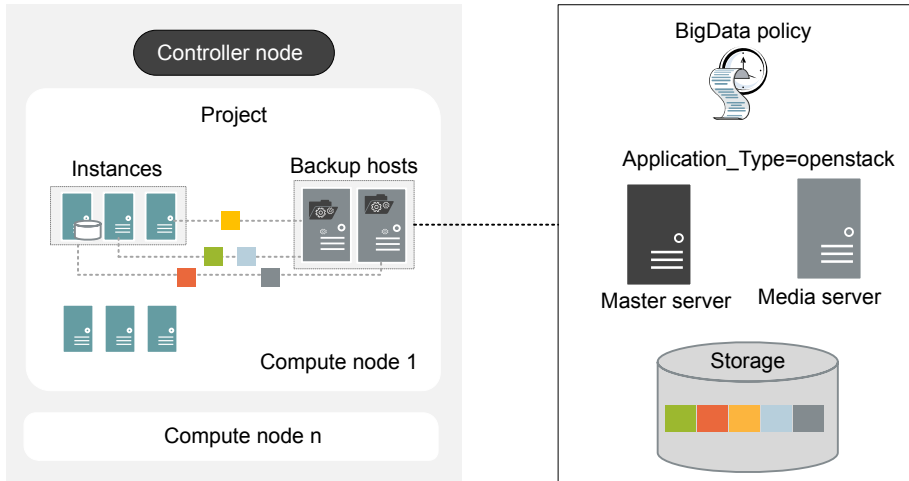 Controller node
Project
Instances
Backup hosts
Compute node 1
Compute node n
BigData policy
Application_Type=openstack
Master server
Media server
Storage